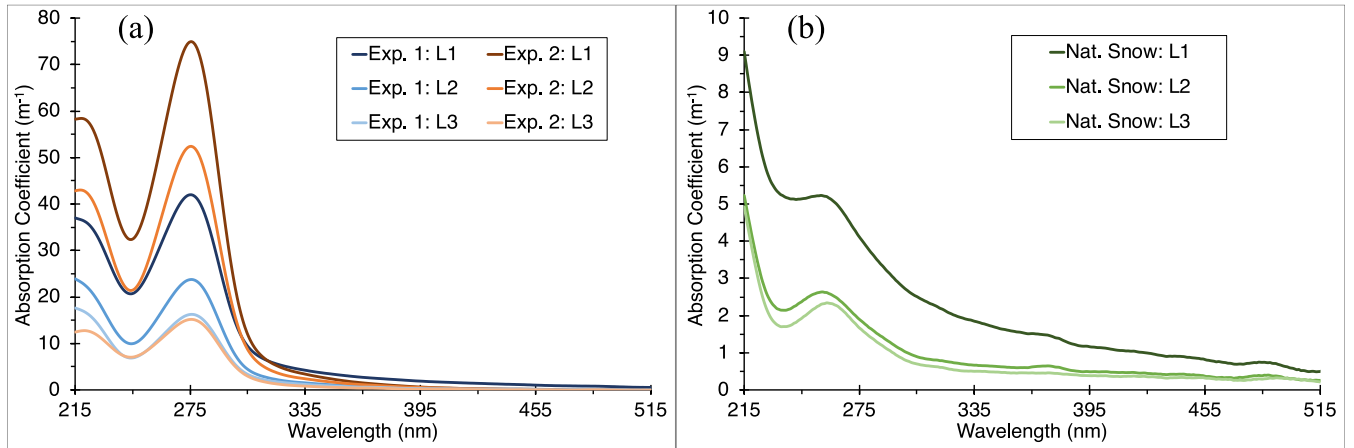 (a)
Absorption Coefficient (m⁻¹)
80
70
60
50
40
30
20
10
0
Exp. 1: L1 Exp. 2: L1
Exp. 1: L2 Exp. 2: L2
Exp. 1: L3 Exp. 2: L3
215 275 335 395 455 515
Wavelength (nm)
(b)
Absorption Coefficient (m⁻¹)
10
9
8
7
6
5
4
3
2
1
0
Nat. Snow: L1
Nat. Snow: L2
Nat. Snow: L3
215 275 335 395 455 515
Wavelength (nm)